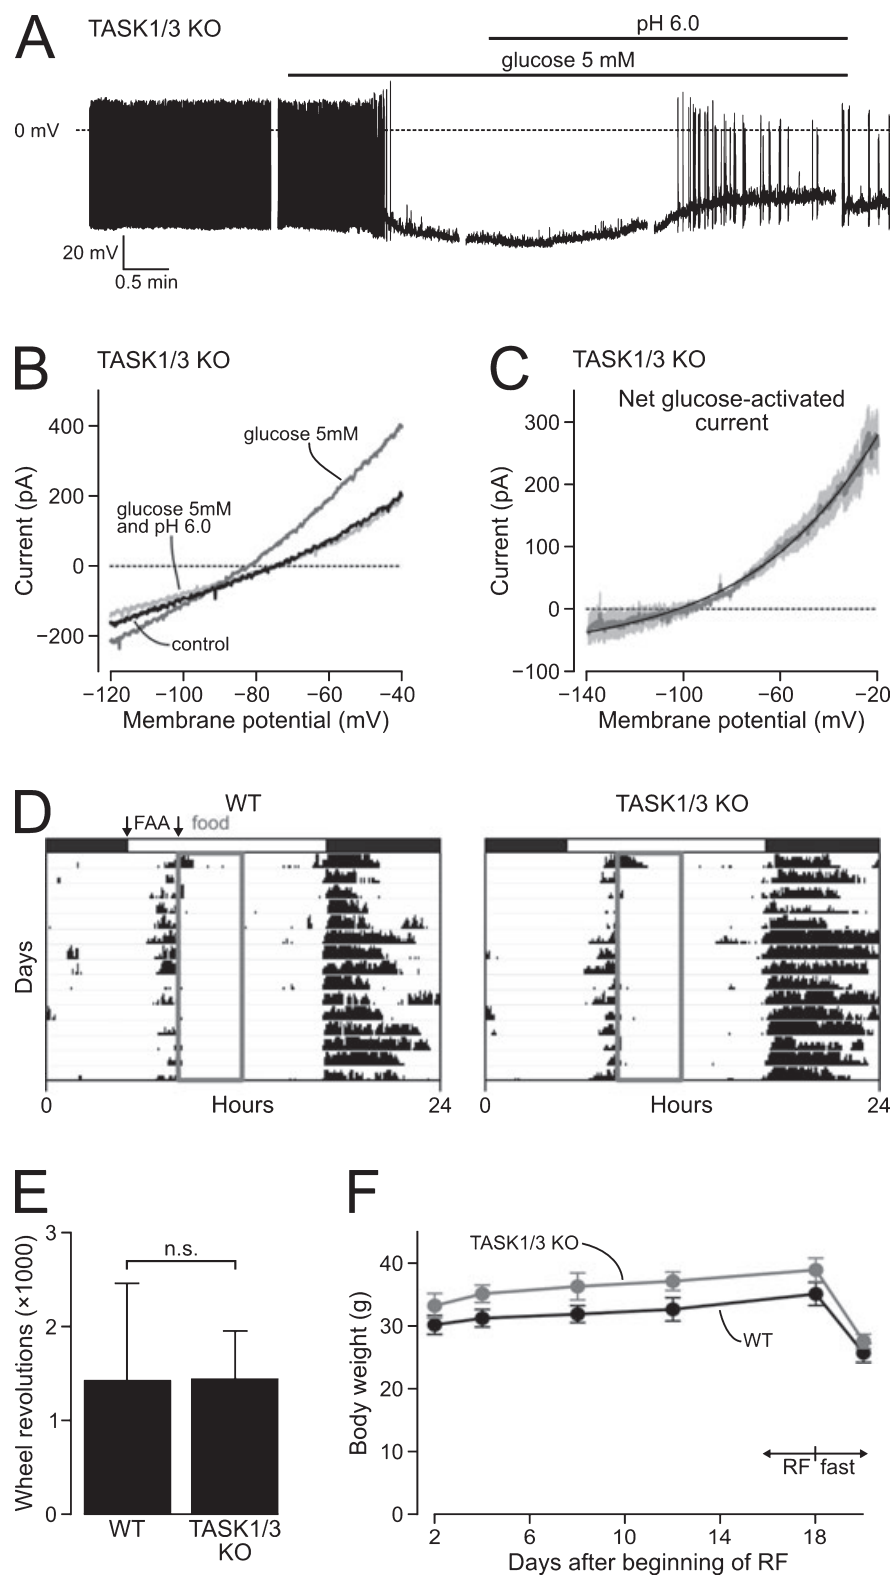 A
TASK1/3 KO
pH 6.0
glucose 5 mM
0 mV
20 mV
0.5 min
B
TASK1/3 KO
Current (pA)
400
200
0
−200
glucose 5mM
glucose 5mM
and pH 6.0
control
−120
−100
−80
−60
−40
Membrane potential (mV)
C
TASK1/3 KO
Net glucose-activated
current
Current (pA)
300
200
100
0
−100
−140
−100
−60
−20
Membrane potential (mV)
D
WT
FAA
food
Days
0
Hours
24
TASK1/3 KO
0
Hours
24
E
Wheel revolutions (×1000)
3
2
1
0
n.s.
WT
TASK1/3
KO
F
Body weight (g)
40
30
20
10
0
TASK1/3 KO
WT
RF
fast
2
6
10
14
18
Days after beginning of RF